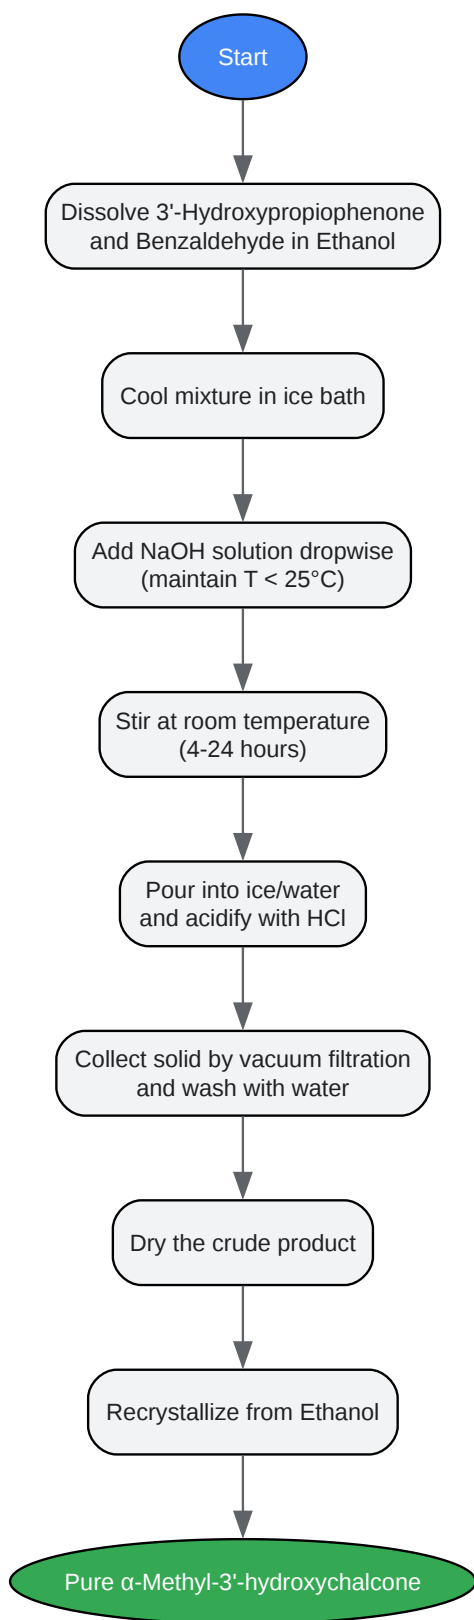 Start
Dissolve 3'-Hydroxypropiophenone
and Benzaldehyde in Ethanol
Cool mixture in ice bath
Add NaOH solution dropwise
(maintain T < 25°C)
Stir at room temperature
(4-24 hours)
Pour into ice/water
and acidify with HCl
Collect solid by vacuum filtration
and wash with water
Dry the crude product
Recrystallize from Ethanol
Pure α-Methyl-3'-hydroxychalcone